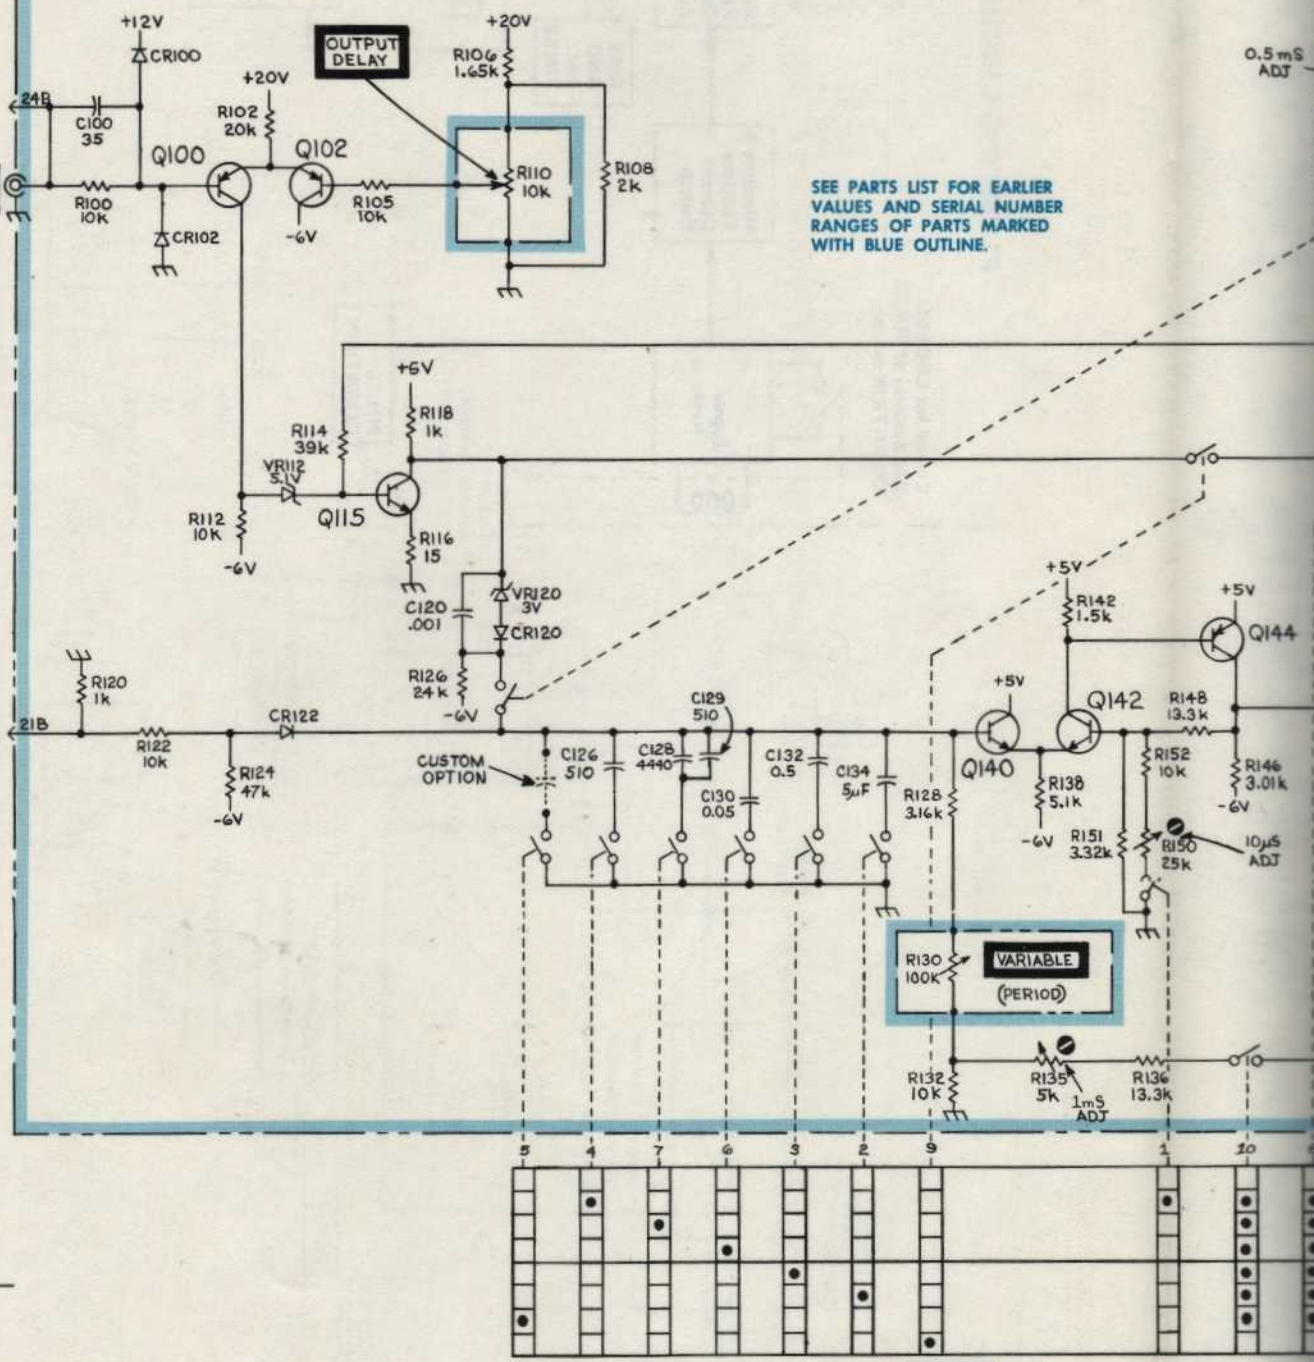 +12V
CR100
24B
C100
35
R100
10K
CR102
Q100
+20V
R102
20k
Q102
-6V
R105
10K
OUTPUT
DELAY
+20V
R106
1.65k
R110
10K
R108
2k
0.5mS
ADJ
SEE PARTS LIST FOR EARLIER
VALUES AND SERIAL NUMBER
RANGES OF PARTS MARKED
WITH BLUE OUTLINE.
R114
39k
VR112
5.1V
R112
10K
-6V
Q115
R118
1k
R116
15
C120
.001
VR120
3V
CR120
R126
24k
-6V
R120
1k
21B
R122
10k
R124
47k
-6V
CR122
CUSTOM
OPTION
C126
510
C128
4440
C129
510
C130
0.05
C132
0.5
C134
5µF
R128
3.16k
+5V
Q140
R138
5.1k
-6V
+5V
R142
1.5k
Q142
+5V
Q144
R148
13.3k
R152
10K
R146
3.01k
-6V
R151
3.32k
R150
25k
10µS
ADJ
R130
100K
VARIABLE
(PERIOD)
R132
10K
R135
5k
1mS
ADJ
R136
13.3k
5 4 7 6 3 2 9 1 10